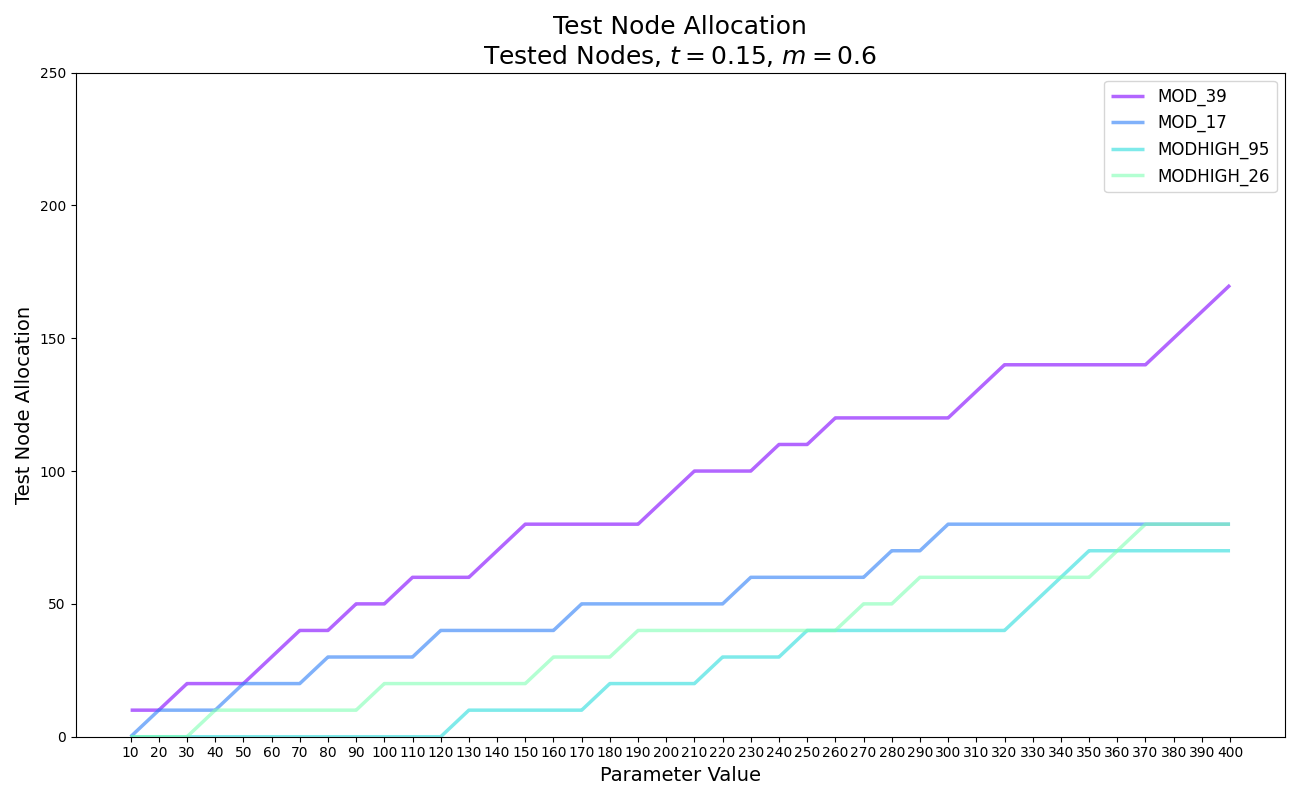 Test Node Allocation
Tested Nodes, t = 0.15, m = 0.6
MOD_39
MOD_17
MODHIGH_95
MODHIGH_26
250
200
150
100
50
0
Test Node Allocation
10 20 30 40 50 60 70 80 90 100 110 120 130 140 150 160 170 180 190 200 210 220 230 240 250 260 270 280 290 300 310 320 330 340 350 360 370 380 390 400
Parameter Value